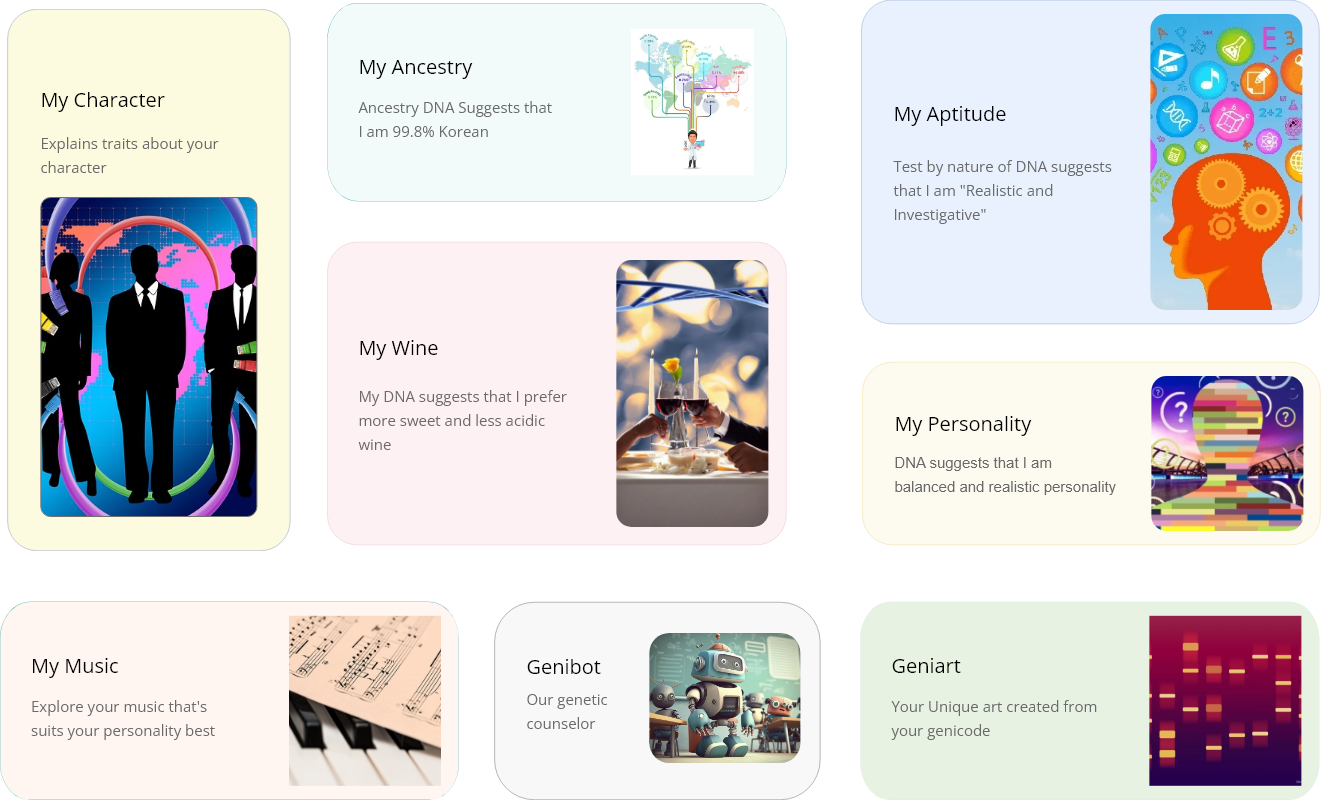 My Character
Explains traits about your
character
My Ancestry
Ancestry DNA Suggests that
I am 99.8% Korean
My Wine
My DNA suggests that I prefer
more sweet and less acidic
wine
My Aptitude
Test by nature of DNA suggests
that I am "Realistic and
Investigative"
E 3
2+2
My Personality
DNA suggests that I am
balanced and realistic personality
My Music
Explore your music that's
suits your personality best
Genibot
Our genetic
counselor
Geniart
Your Unique art created from
your genicode